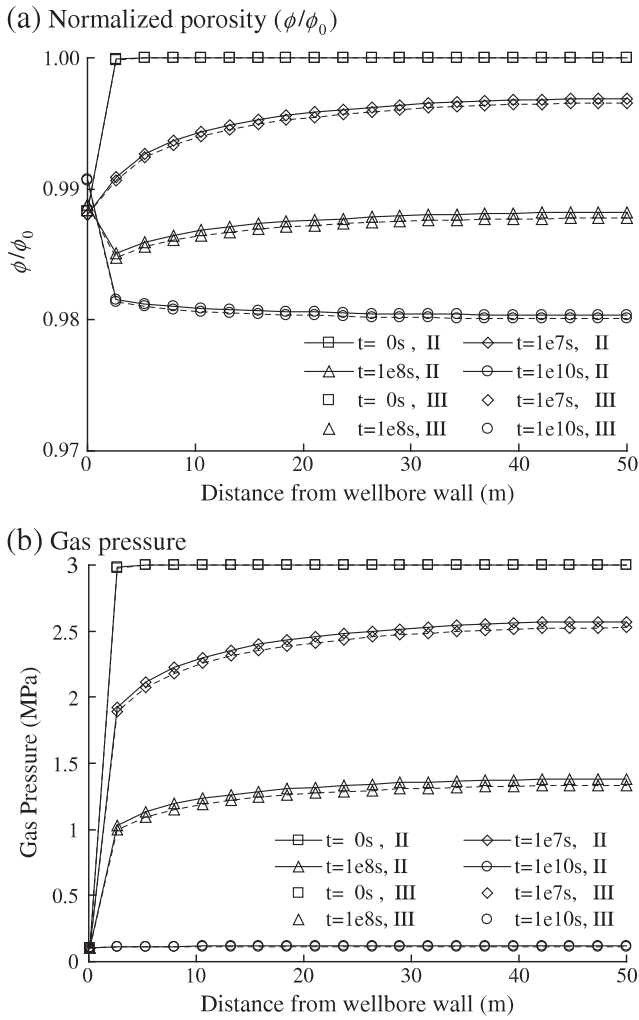 (a) Normalized porosity (ϕ/ϕ0)
1.00
0.99
0.98
0.97
ϕ/ϕ0
t= 0s , II
t=1e7s, II
t=1e8s, II
t=1e10s, II
t= 0s , III
t=1e7s, III
t=1e8s, III
t=1e10s, III
0 10 20 30 40 50
Distance from wellbore wall (m)
(b) Gas pressure
3
2.5
2
1.5
1
0.5
0
Gas Pressure (MPa)
t= 0s , II
t=1e7s, II
t=1e8s, II
t=1e10s, II
t= 0s , III
t=1e7s, III
t=1e8s, III
t=1e10s, III
0 10 20 30 40 50
Distance from wellbore wall (m)